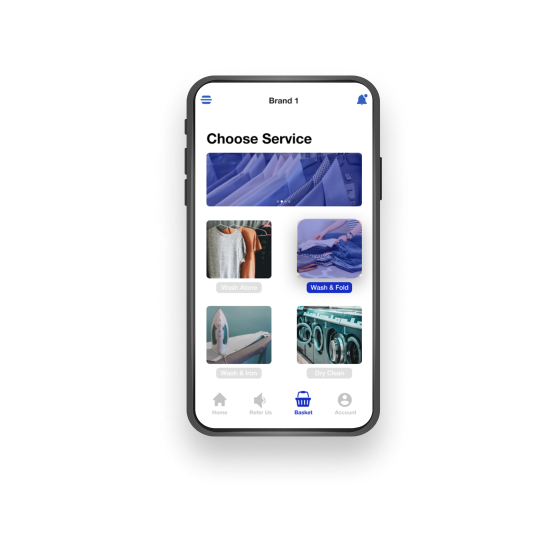 Brand 1
Choose Service
Wash Alone
Wash & Fold
Wash & Iron
Dry Clean
Home
Refer Us
Basket
Account